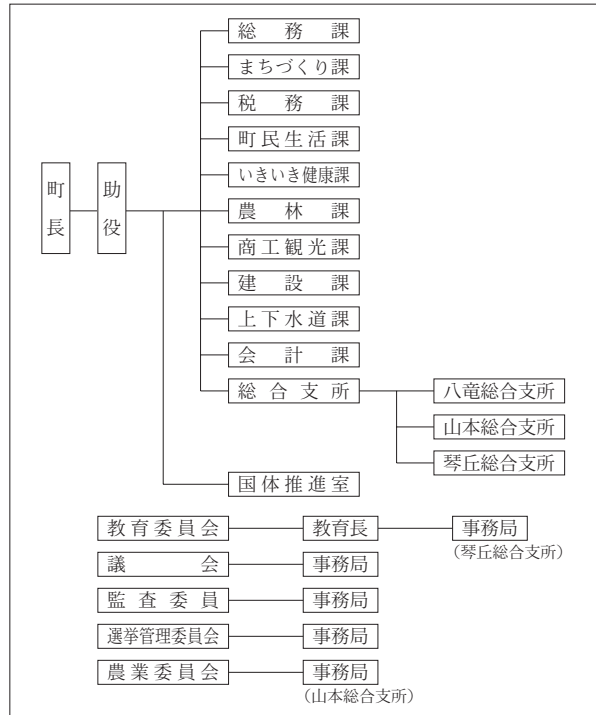 総務課
まちづくり課
税務課
町民生活課
いきいき健康課
町長
助役
農林課
商工観光課
建設課
上下水道課
会計課
総合支所
八竜総合支所
山本総合支所
琴丘総合支所
国体推進室
教育委員会 教育長 事務局
(琴丘総合支所)
議会 事務局
監査委員 事務局
選挙管理委員会 事務局
農業委員会 事務局
(山本総合支所)